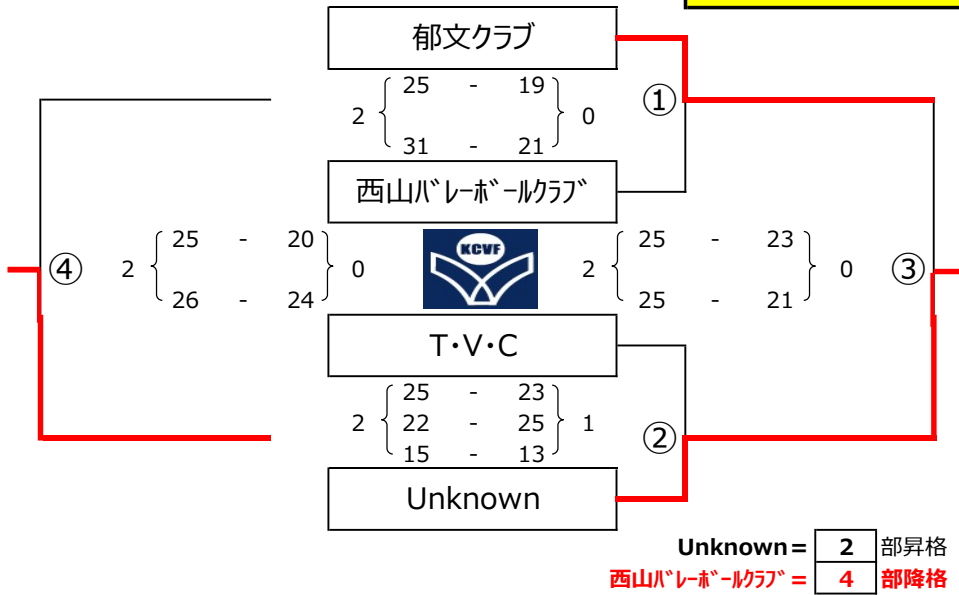 郁文クラブ
25 - 19
2 0
31 - 21
①
西山バレーボールクラブ
④ 2 25 - 20 0
26 - 24
KCVF
2 25 - 23 0 ③
25 - 21
T・V・C
25 - 23
2 22 - 25 1
15 - 13
②
Unknown
Unknown= 2 部昇格
西山バレーボールクラブ= 4 部降格